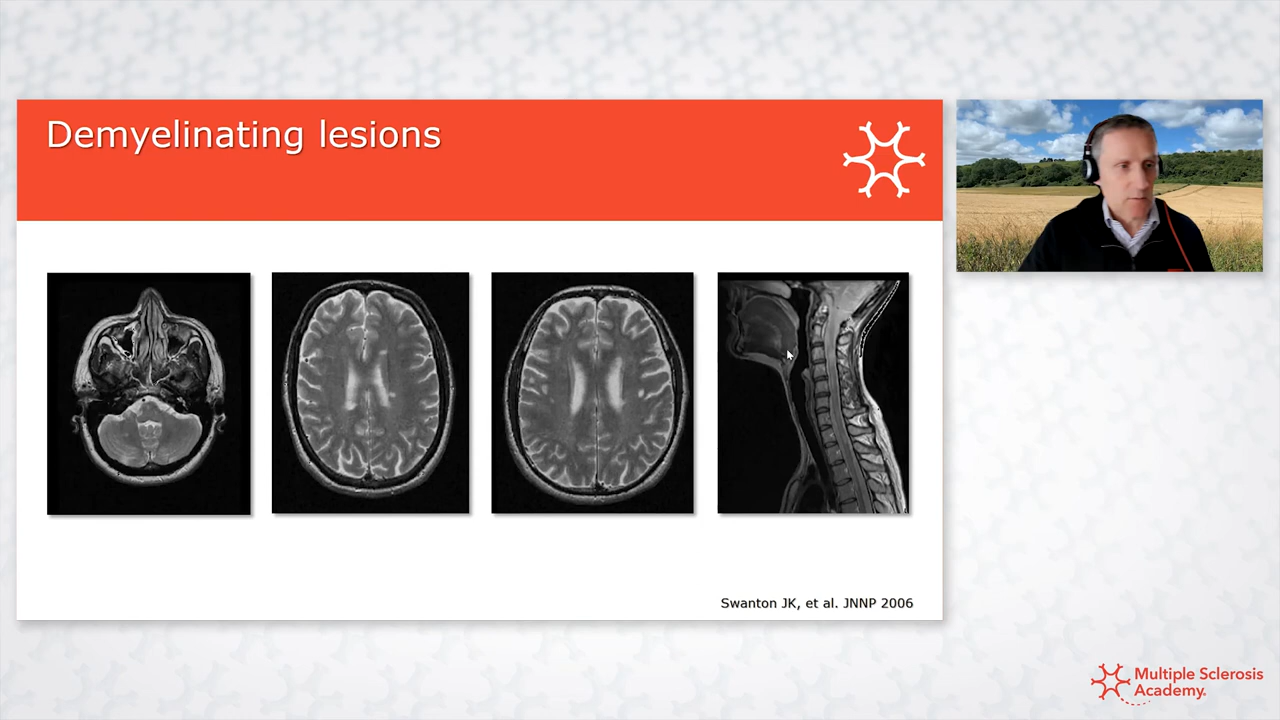 Demyelinating lesions
Swanton JK, et al. JNNP 2006
Multiple Sclerosis
Academy.